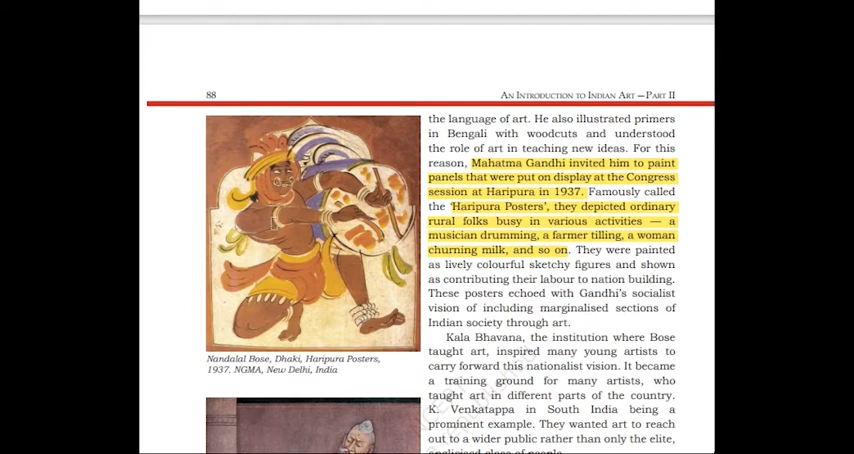 88
AN INTRODUCTION TO INDIAN ART — PART II
the language of art. He also illustrated primers
in Bengali with woodcuts and understood
the role of art in teaching new ideas. For this
reason, Mahatma Gandhi invited him to paint
panels that were put on display at the Congress
session at Haripura in 1937. Famously called
the ‘Haripura Posters’, they depicted ordinary
rural folks busy in various activities — a
musician drumming, a farmer tilling, a woman
churning milk, and so on. They were painted
as lively colourful sketchy figures and shown
as contributing their labour to nation building.
These posters echoed with Gandhi’s socialist
vision of including marginalised sections of
Indian society through art.
Kala Bhavana, the institution where Bose
taught art, inspired many young artists to
carry forward this nationalist vision. It became
a training ground for many artists, who
taught art in different parts of the country.
K. Venkatappa in South India being a
prominent example. They wanted art to reach
out to a wider public rather than only the elite,
Nandalal Bose, Dhaki, Haripura Posters,
1937. NGMA, New Delhi, India